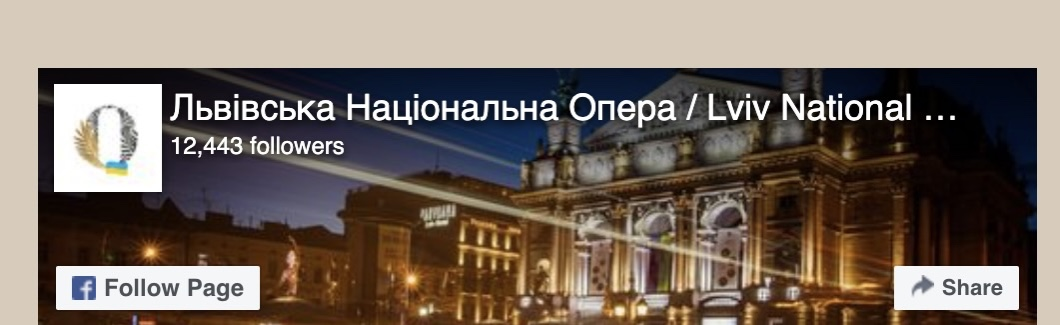 Львівська Національна Опера / Lviv National …
12,443 followers
Follow Page
Share